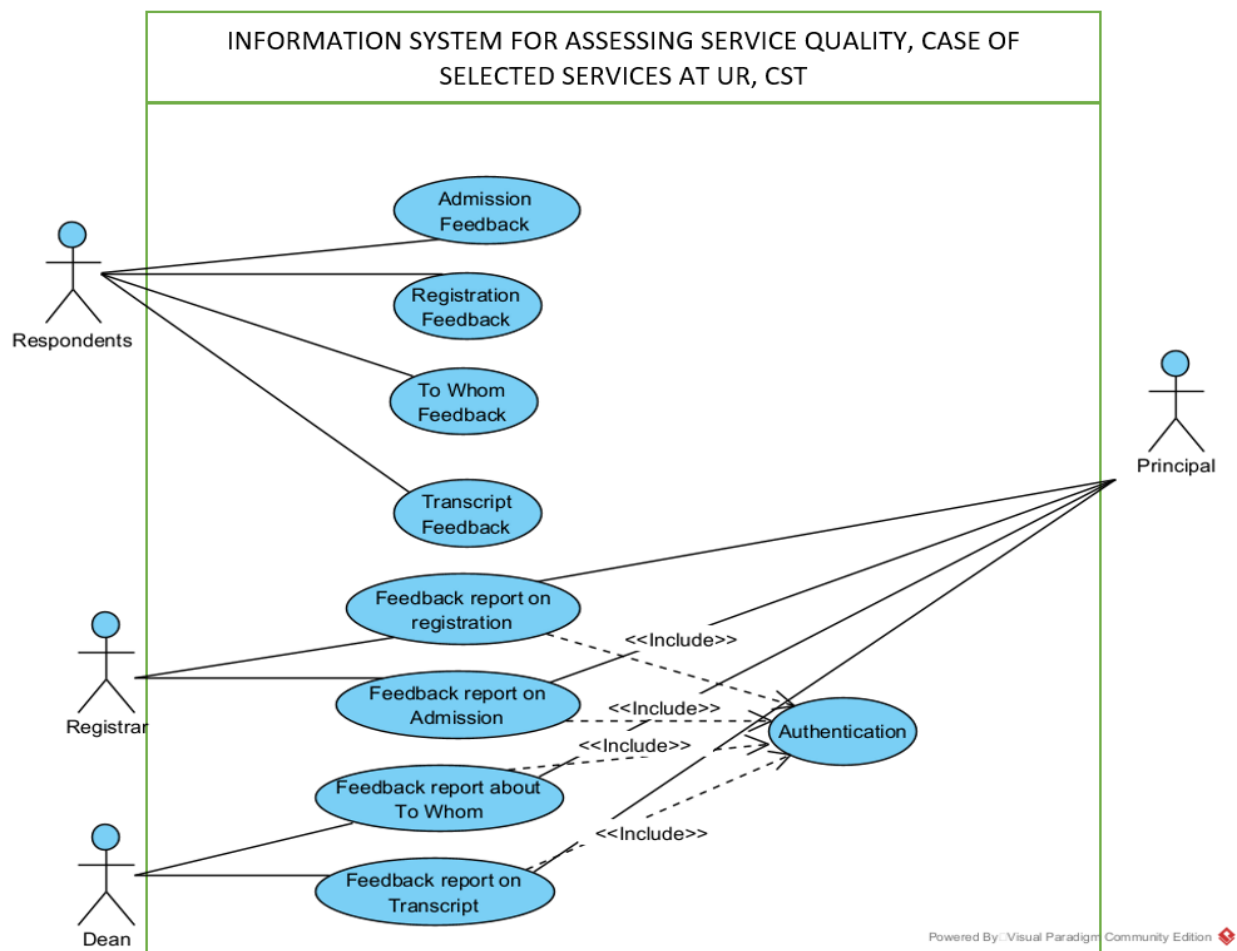 INFORMATION SYSTEM FOR ASSESSING SERVICE QUALITY, CASE OF
SELECTED SERVICES AT UR, CST
Admission
Feedback
Respondents
Registration
Feedback
To Whom
Feedback
Principal
Transcript
Feedback
Feedback report on
registration
<<Include>>
Registrar
Feedback report on
Admission
<<Include>>
Authentication
<<Include>>
Feedback report about
To Whom
<<Include>>
Dean
Feedback report on
Transcript
Powered By Visual Paradigm Community Edition